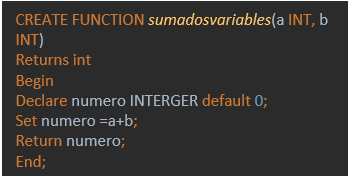 CREATE FUNCTION sumadosvariables(a INT, b
INT)
Returns int
Begin
Declare numero INTERGER default 0;
Set numero =a+b;
Return numero;
End;